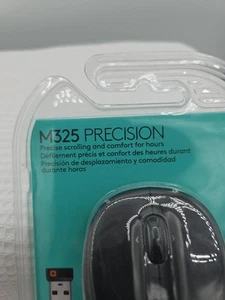 M325 PRECISION
Precise scrolling and comfort for hours
Défilement précis et confort des heures durant
Precisión de desplazamiento y comodidad
durante horas